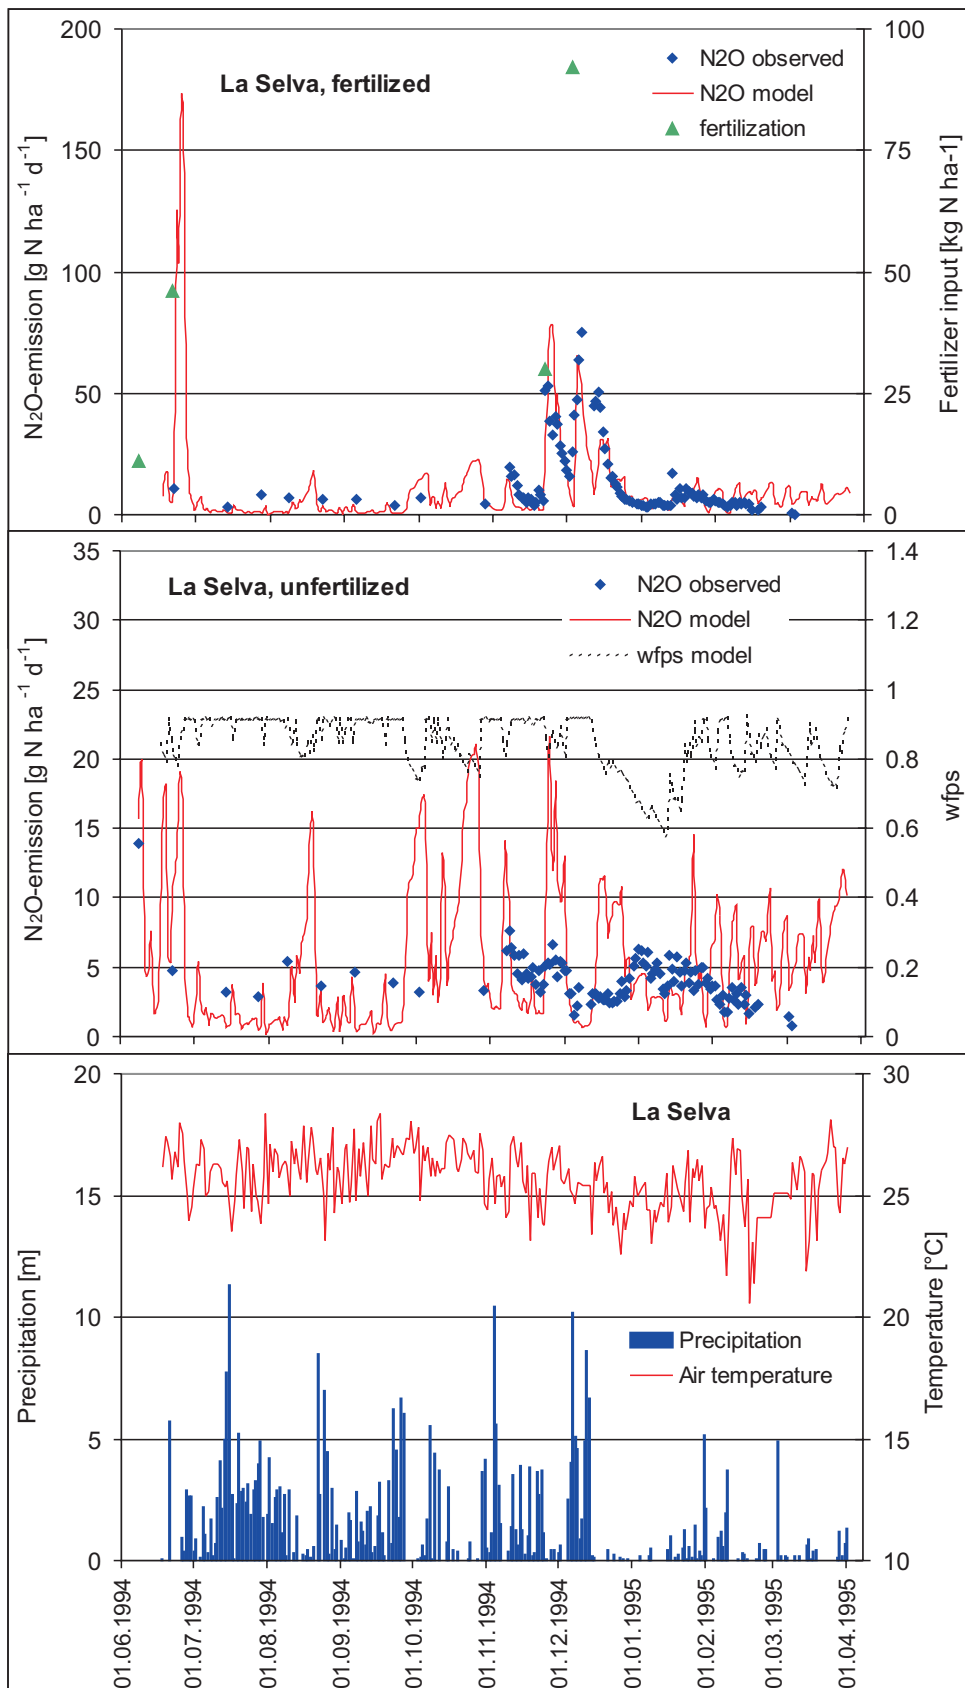 La Selva, fertilized
N2O observed
N2O model
fertilization
200
150
100
50
0
100
75
50
25
0
N2O-emission [g N ha -1 d-1]
Fertilizer input [kg N ha-1]
La Selva, unfertilized
N2O observed
N2O model
wfps model
35
30
25
20
15
10
5
0
1.4
1.2
1
0.8
0.6
0.4
0.2
0
N2O-emission [g N ha -1 d-1]
wfps
La Selva
Precipitation
Air temperature
20
15
10
5
0
30
25
20
15
10
Precipitation [m]
Temperature [°C]
01.06.1994
01.07.1994
01.08.1994
01.09.1994
01.10.1994
01.11.1994
01.12.1994
01.01.1995
01.02.1995
01.03.1995
01.04.1995